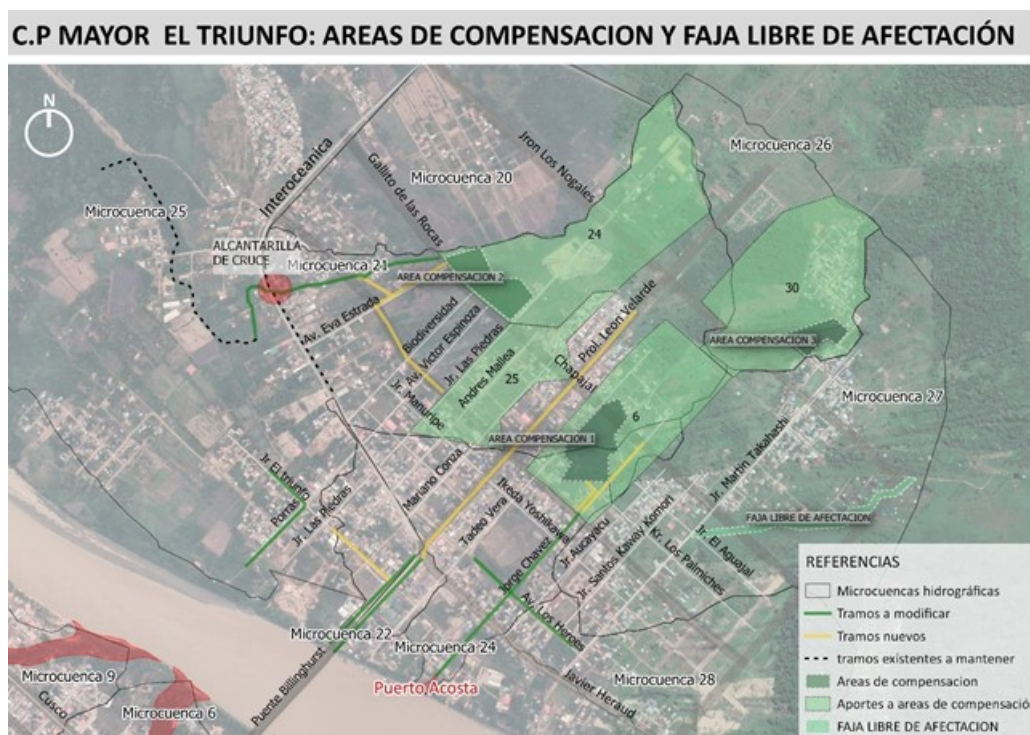 C.P MAYOR EL TRIUNFO: AREAS DE COMPENSACION Y FAJA LIBRE DE AFECTACIÓN
N
Interoceanica
Gallito de las Rocas
Microcuenca 20
Jron Los Nogales
Microcuenca 26
Microcuenca 25
ALCANTARILLA
DE CRUCE
Microcuenca 21
24
AREA COMPENSACION 2
30
Av. Eva Estrada
Biodiversidad
Av. Victor Espinoza
Jr. Las Piedras
Prol. Leon Velarde
AREA COMPENSACION 3
Jr. Manuripe
Andres Mallea
25
Chapajal
Microcuenca 27
AREA COMPENSACION 1
6
Jr. Martin Takahashi
Mariano Conza
Jr El triunfo
Porras
Jr. Las Piedras
Tadeo Vera
Ikeda Yoshikawa
Jr. Aucayacu
Jr. Santos Kaway Komori
Kr. Los Palmiches
Jr. El Aguajal
FAJA LIBRE DE AFECTACION
Jorge Chavez
Av. Los Heroes
Microcuenca 22
Microcuenca 24
Puente Billinghurst
Puerto Acosta
Javier Heraud
Microcuenca 28
Microcuenca 9
Cusco
Microcuenca 6
REFERENCIAS
Microcuencas hidrográficas
Tramos a modificar
Tramos nuevos
tramos existentes a mantener
Areas de compensacion
Aportes a areas de compensació
FAJA LIBRE DE AFECTACION